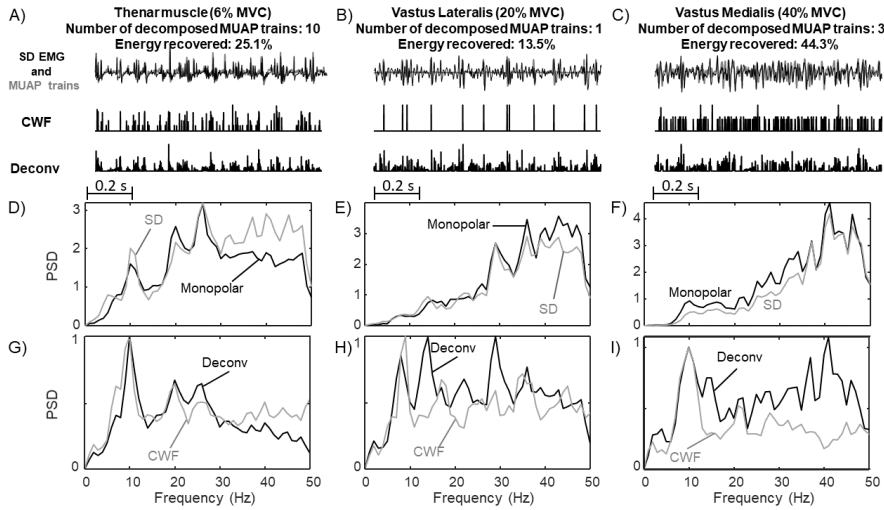 A)
Thenar muscle (6% MVC)
Number of decomposed MUAP trains: 10
Energy recovered: 25.1%
B)
Vastus Lateralis (20% MVC)
Number of decomposed MUAP trains: 1
Energy recovered: 13.5%
C)
Vastus Medialis (40% MVC)
Number of decomposed MUAP trains: 3
Energy recovered: 44.3%
SD EMG
and
MUAP trains
CWF
Deconv
0.2 s
0.2 s
0.2 s
D)
3
2
1
0
PSD
SD
Monopolar
E)
4
3
2
1
0
Monopolar
SD
F)
4
3
2
1
0
Monopolar
SD
G)
1
0
PSD
Deconv
CWF
0 10 20 30 40 50
Frequency (Hz)
H)
1
0
Deconv
CWF
0 10 20 30 40 50
Frequency (Hz)
I)
1
0
Deconv
CWF
0 10 20 30 40 50
Frequency (Hz)